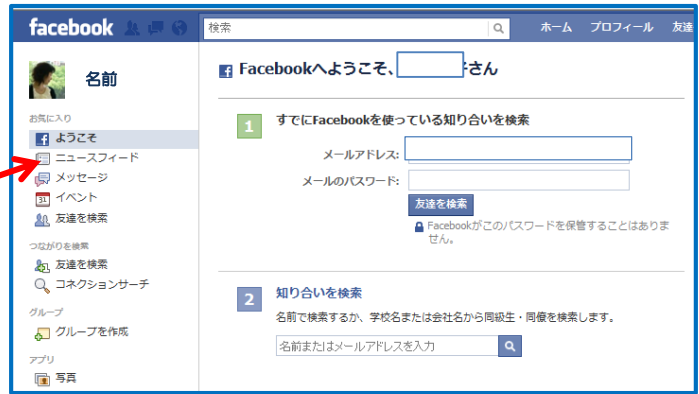 facebook
検索
ホーム プロフィール 友達
名前
お気に入り
ようこそ
ニュースフィード
メッセージ
31 イベント
友達を検索
つながりを検索
友達を検索
コネクションサーチ
グループ
グループを作成
アプリ
写真
Facebookへようこそ、 さん
1 すでにFacebookを使っている知り合いを検索
メールアドレス:
メールのパスワード:
友達を検索
Facebookがこのパスワードを保管することはありま
せん。
2 知り合いを検索
名前で検索するか、学校名または会社名から同級生・同僚を検索します。
名前またはメールアドレスを入力